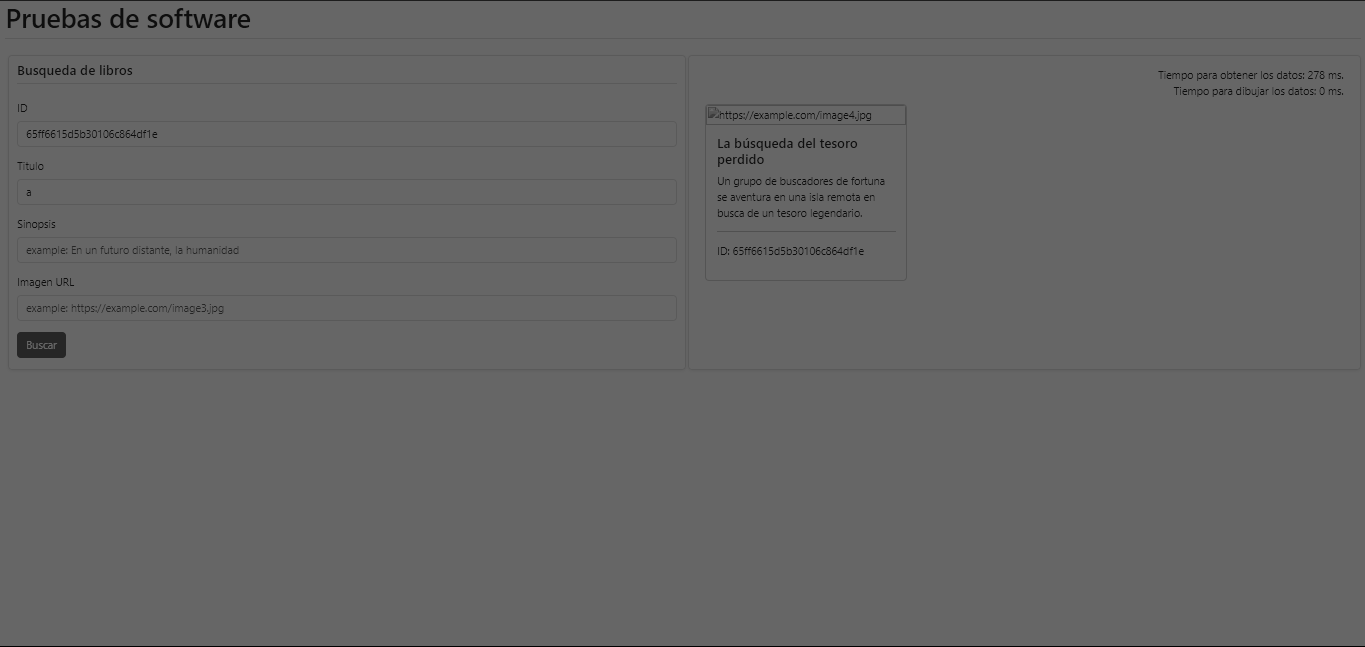 Pruebas de software
Busqueda de libros
ID
65ff6615d5b30106c864df1e
Titulo
a
Sinopsis
example: En un futuro distante, la humanidad
Imagen URL
example: https://example.com/image3.jpg
Buscar
Tiempo para obtener los datos: 278 ms.
Tiempo para dibujar los datos: 0 ms.
https://example.com/image4.jpg
La búsqueda del tesoro
perdido
Un grupo de buscadores de fortuna
se aventura en una isla remota en
busca de un tesoro legendario.
ID: 65ff6615d5b30106c864df1e